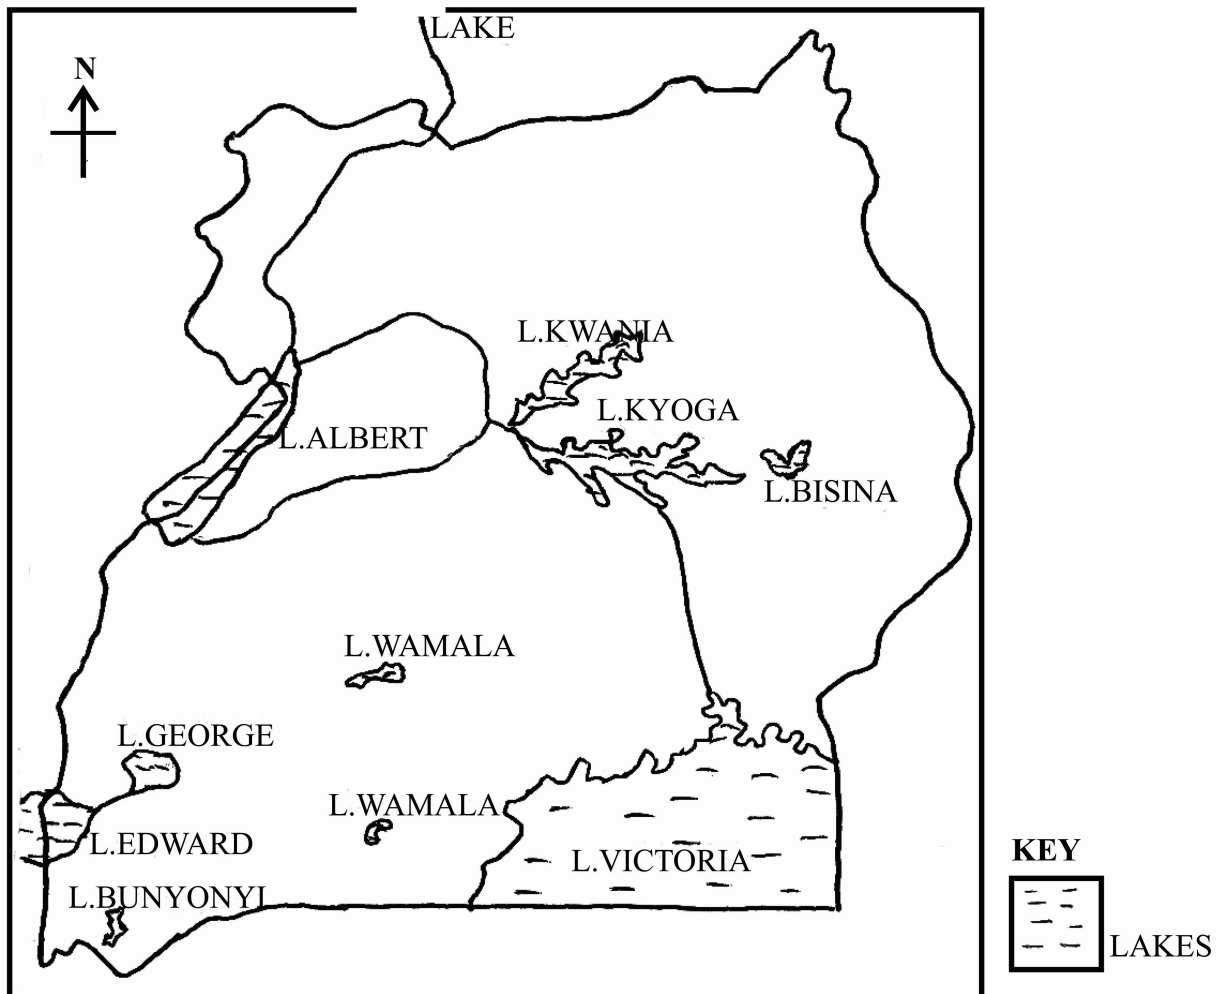 LAKE
N
L.KWANIA
L.KYOGA
L.ALBERT
L.BISINA
L.WAMALA
L.GEORGE
L.WAMALA
L.EDWARD
L.VICTORIA
L.BUNYONYI
KEY
LAKES